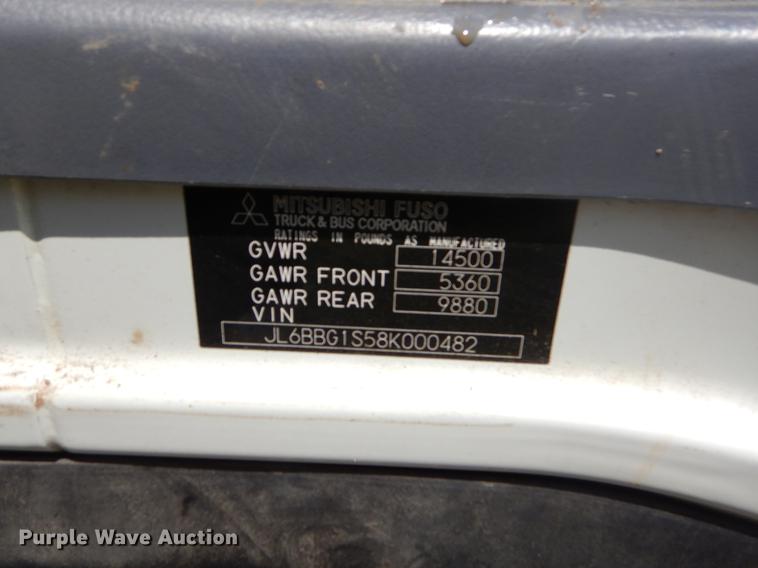 MITSUBISHI FUSO
TRUCK & BUS CORPORATION
RATINGS IN POUNDS AS MANUFACTURED
GVWR 14500
GAWR FRONT 5360
GAWR REAR 9880
VIN
JL6BBG1S58K000482
Purple Wave Auction